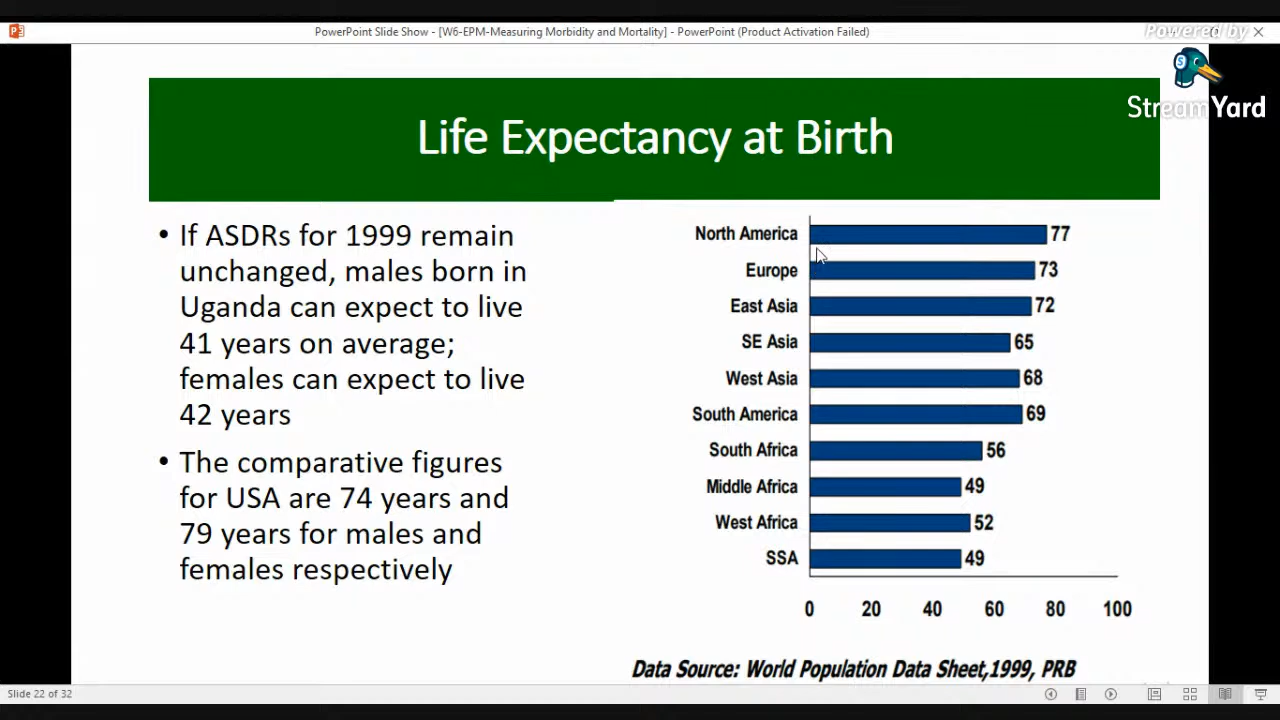 PowerPoint Slide Show - [W6-EPM-Measuring Morbidity and Mortality] - PowerPoint (Product Activation Failed)
Powered by
StreamYard
Life Expectancy at Birth
• If ASDRs for 1999 remain
unchanged, males born in
Uganda can expect to live
41 years on average;
females can expect to live
42 years
• The comparative figures
for USA are 74 years and
79 years for males and
females respectively
North America 77
Europe 73
East Asia 72
SE Asia 65
West Asia 68
South America 69
South Africa 56
Middle Africa 49
West Africa 52
SSA 49
0 20 40 60 80 100
Data Source: World Population Data Sheet,1999, PRB
Slide 22 of 32